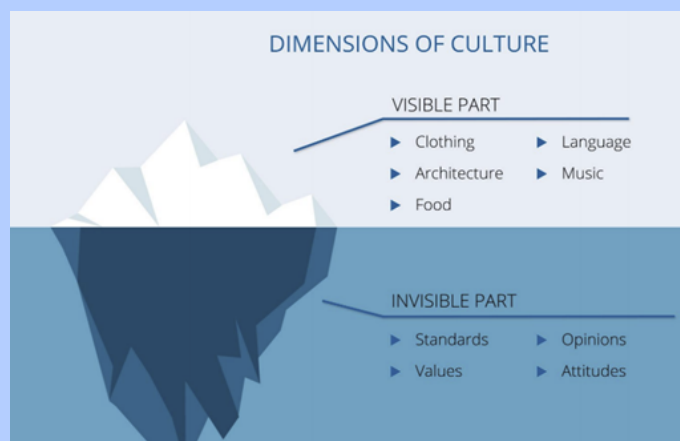 DIMENSIONS OF CULTURE
VISIBLE PART
Clothing
Language
Architecture
Music
Food
INVISIBLE PART
Standards
Opinions
Values
Attitudes